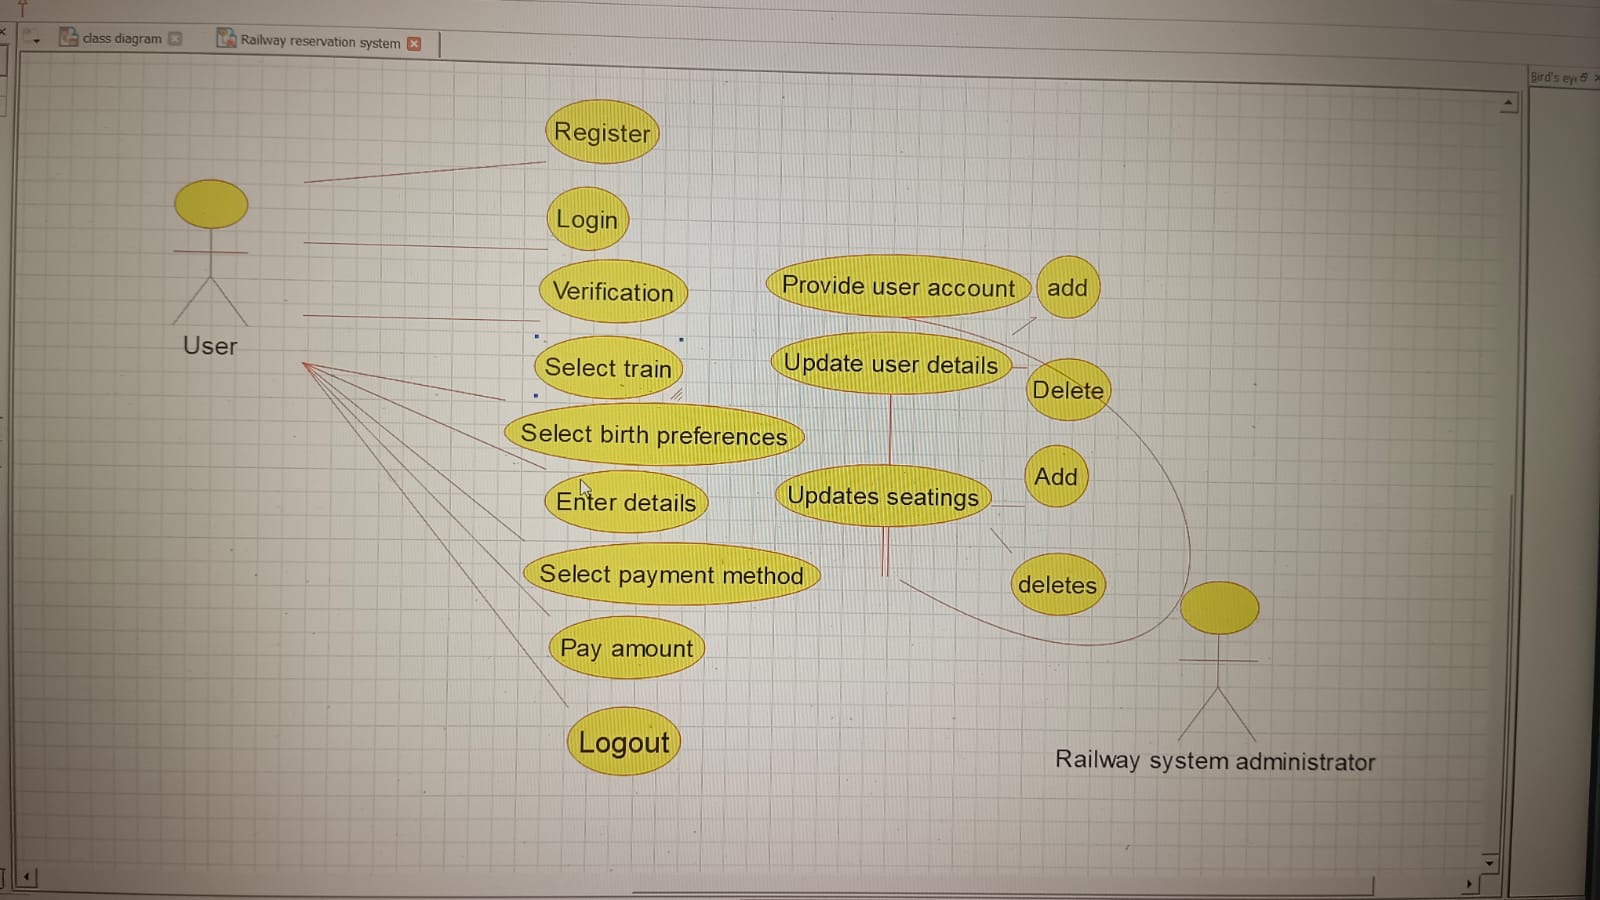 class diagram
Railway reservation system
Bird's eye
Register
Login
Verification
Select train
Select birth preferences
Enter details
Select payment method
Pay amount
Logout
User
Provide user account
add
Update user details
Delete
Updates seatings
Add
deletes
Railway system administrator